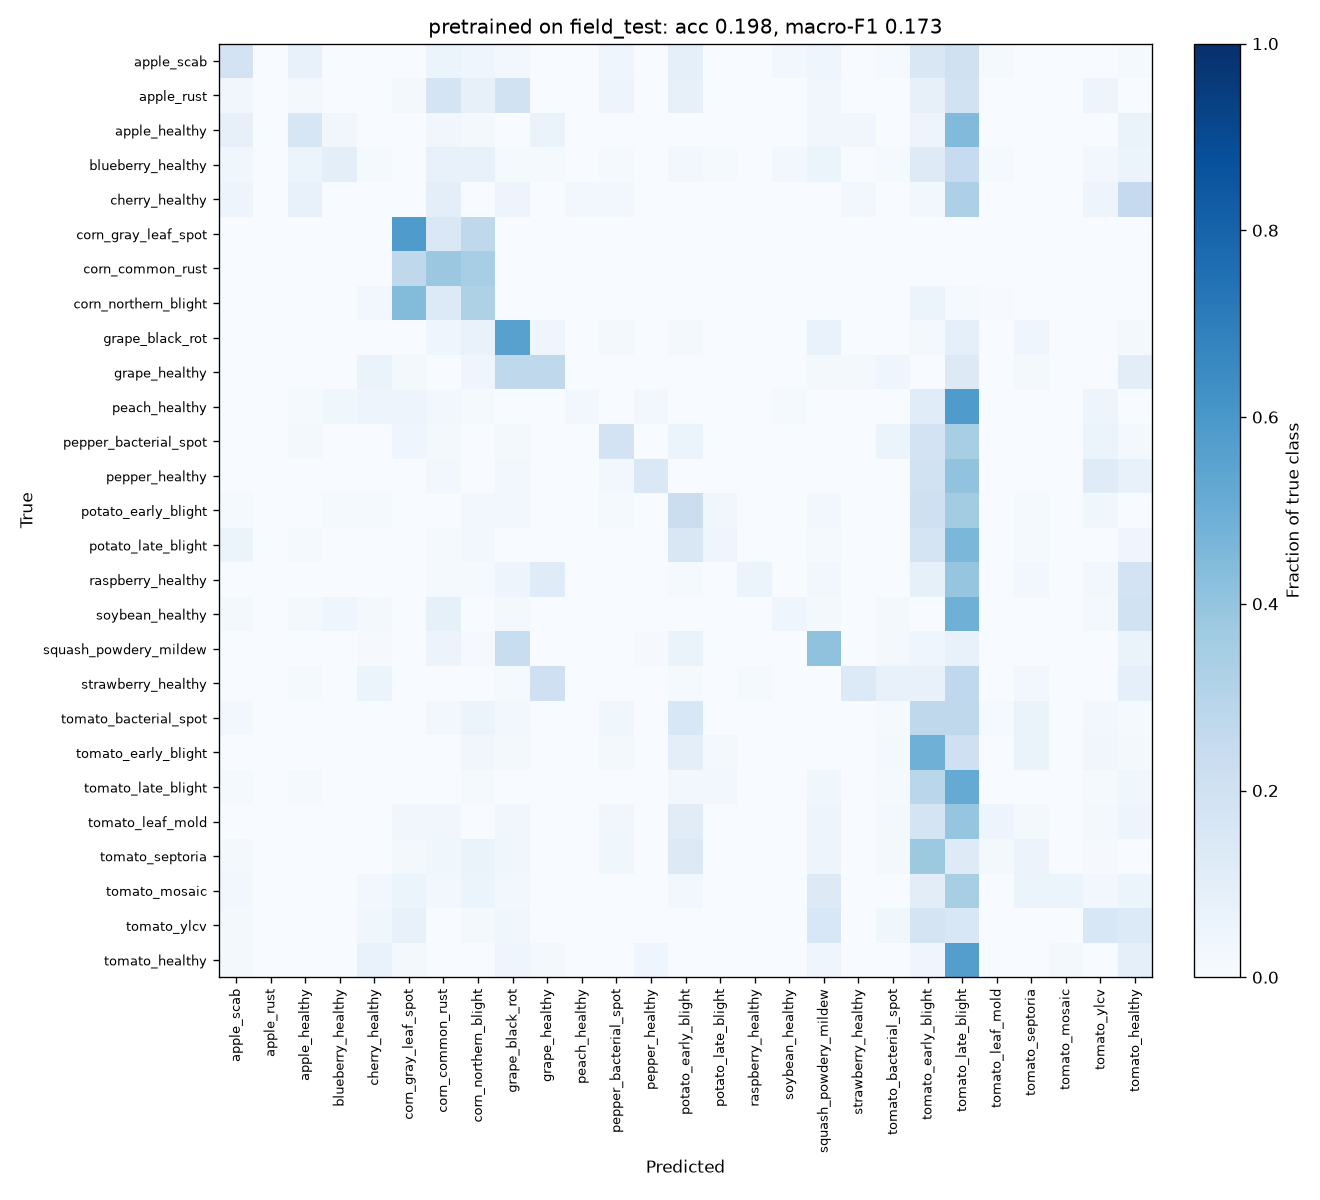 pretrained on field_test: acc 0.198, macro-F1 0.173
True
apple_scab
apple_rust
apple_healthy
blueberry_healthy
cherry_healthy
corn_gray_leaf_spot
corn_common_rust
corn_northern_blight
grape_black_rot
grape_healthy
peach_healthy
pepper_bacterial_spot
pepper_healthy
potato_early_blight
potato_late_blight
raspberry_healthy
soybean_healthy
squash_powdery_mildew
strawberry_healthy
tomato_bacterial_spot
tomato_early_blight
tomato_late_blight
tomato_leaf_mold
tomato_septoria
tomato_mosaic
tomato_ylcv
tomato_healthy
apple_scab
apple_rust
apple_healthy
blueberry_healthy
cherry_healthy
corn_gray_leaf_spot
corn_common_rust
corn_northern_blight
grape_black_rot
grape_healthy
peach_healthy
pepper_bacterial_spot
pepper_healthy
potato_early_blight
potato_late_blight
raspberry_healthy
soybean_healthy
squash_powdery_mildew
strawberry_healthy
tomato_bacterial_spot
tomato_early_blight
tomato_late_blight
tomato_leaf_mold
tomato_septoria
tomato_mosaic
tomato_ylcv
tomato_healthy
Predicted
1.0
0.8
0.6
0.4
0.2
0.0
Fraction of true class